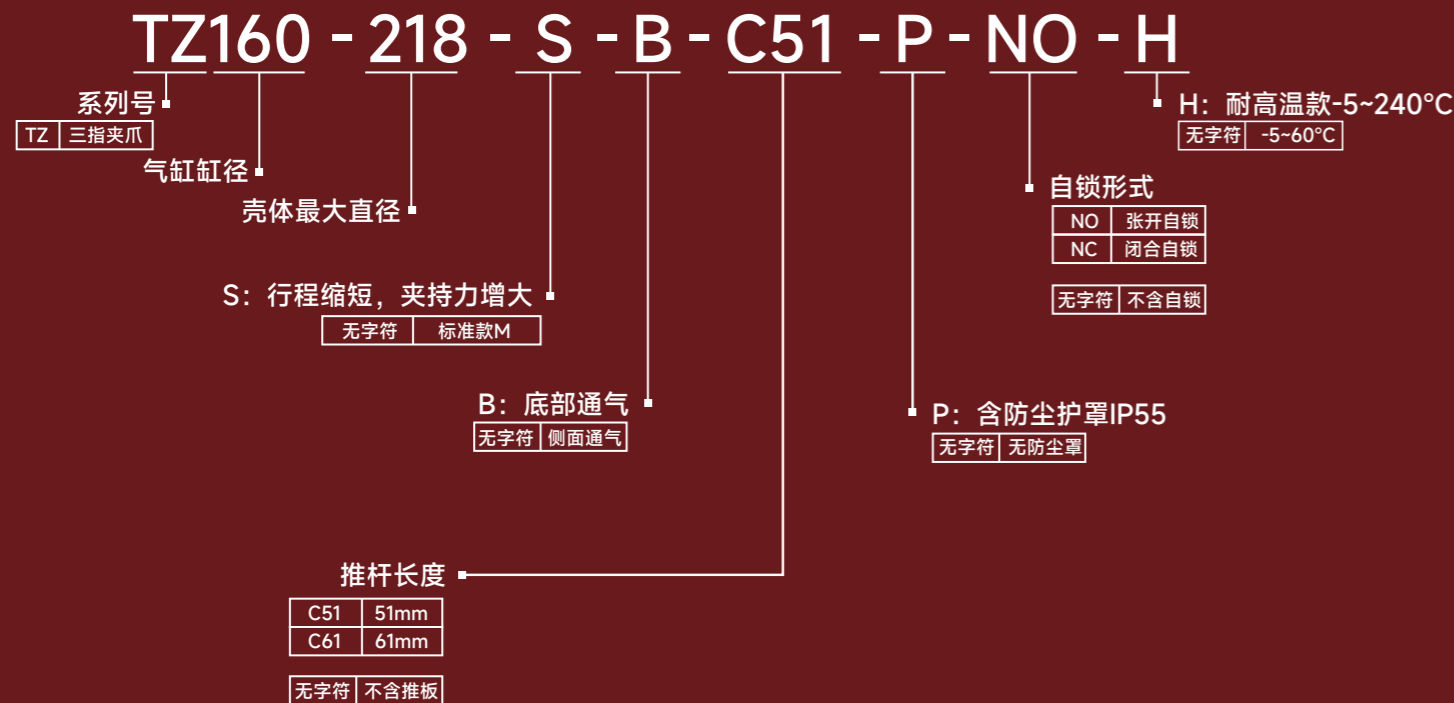 TZ160-218-S-B-C51-P-NO-H
系列号
TZ 三指夹爪
气缸缸径
壳体最大直径
S：行程缩短，夹持力增大
无字符 标准款M
B：底部通气
无字符 侧面通气
推杆长度
C51 51mm
C61 61mm
无字符 不含推板
P：含防尘护罩IP55
无字符 无防尘罩
自锁形式
NO 张开自锁
NC 闭合自锁
无字符 不含自锁
H：耐高温款-5~240℃
无字符 -5~60℃